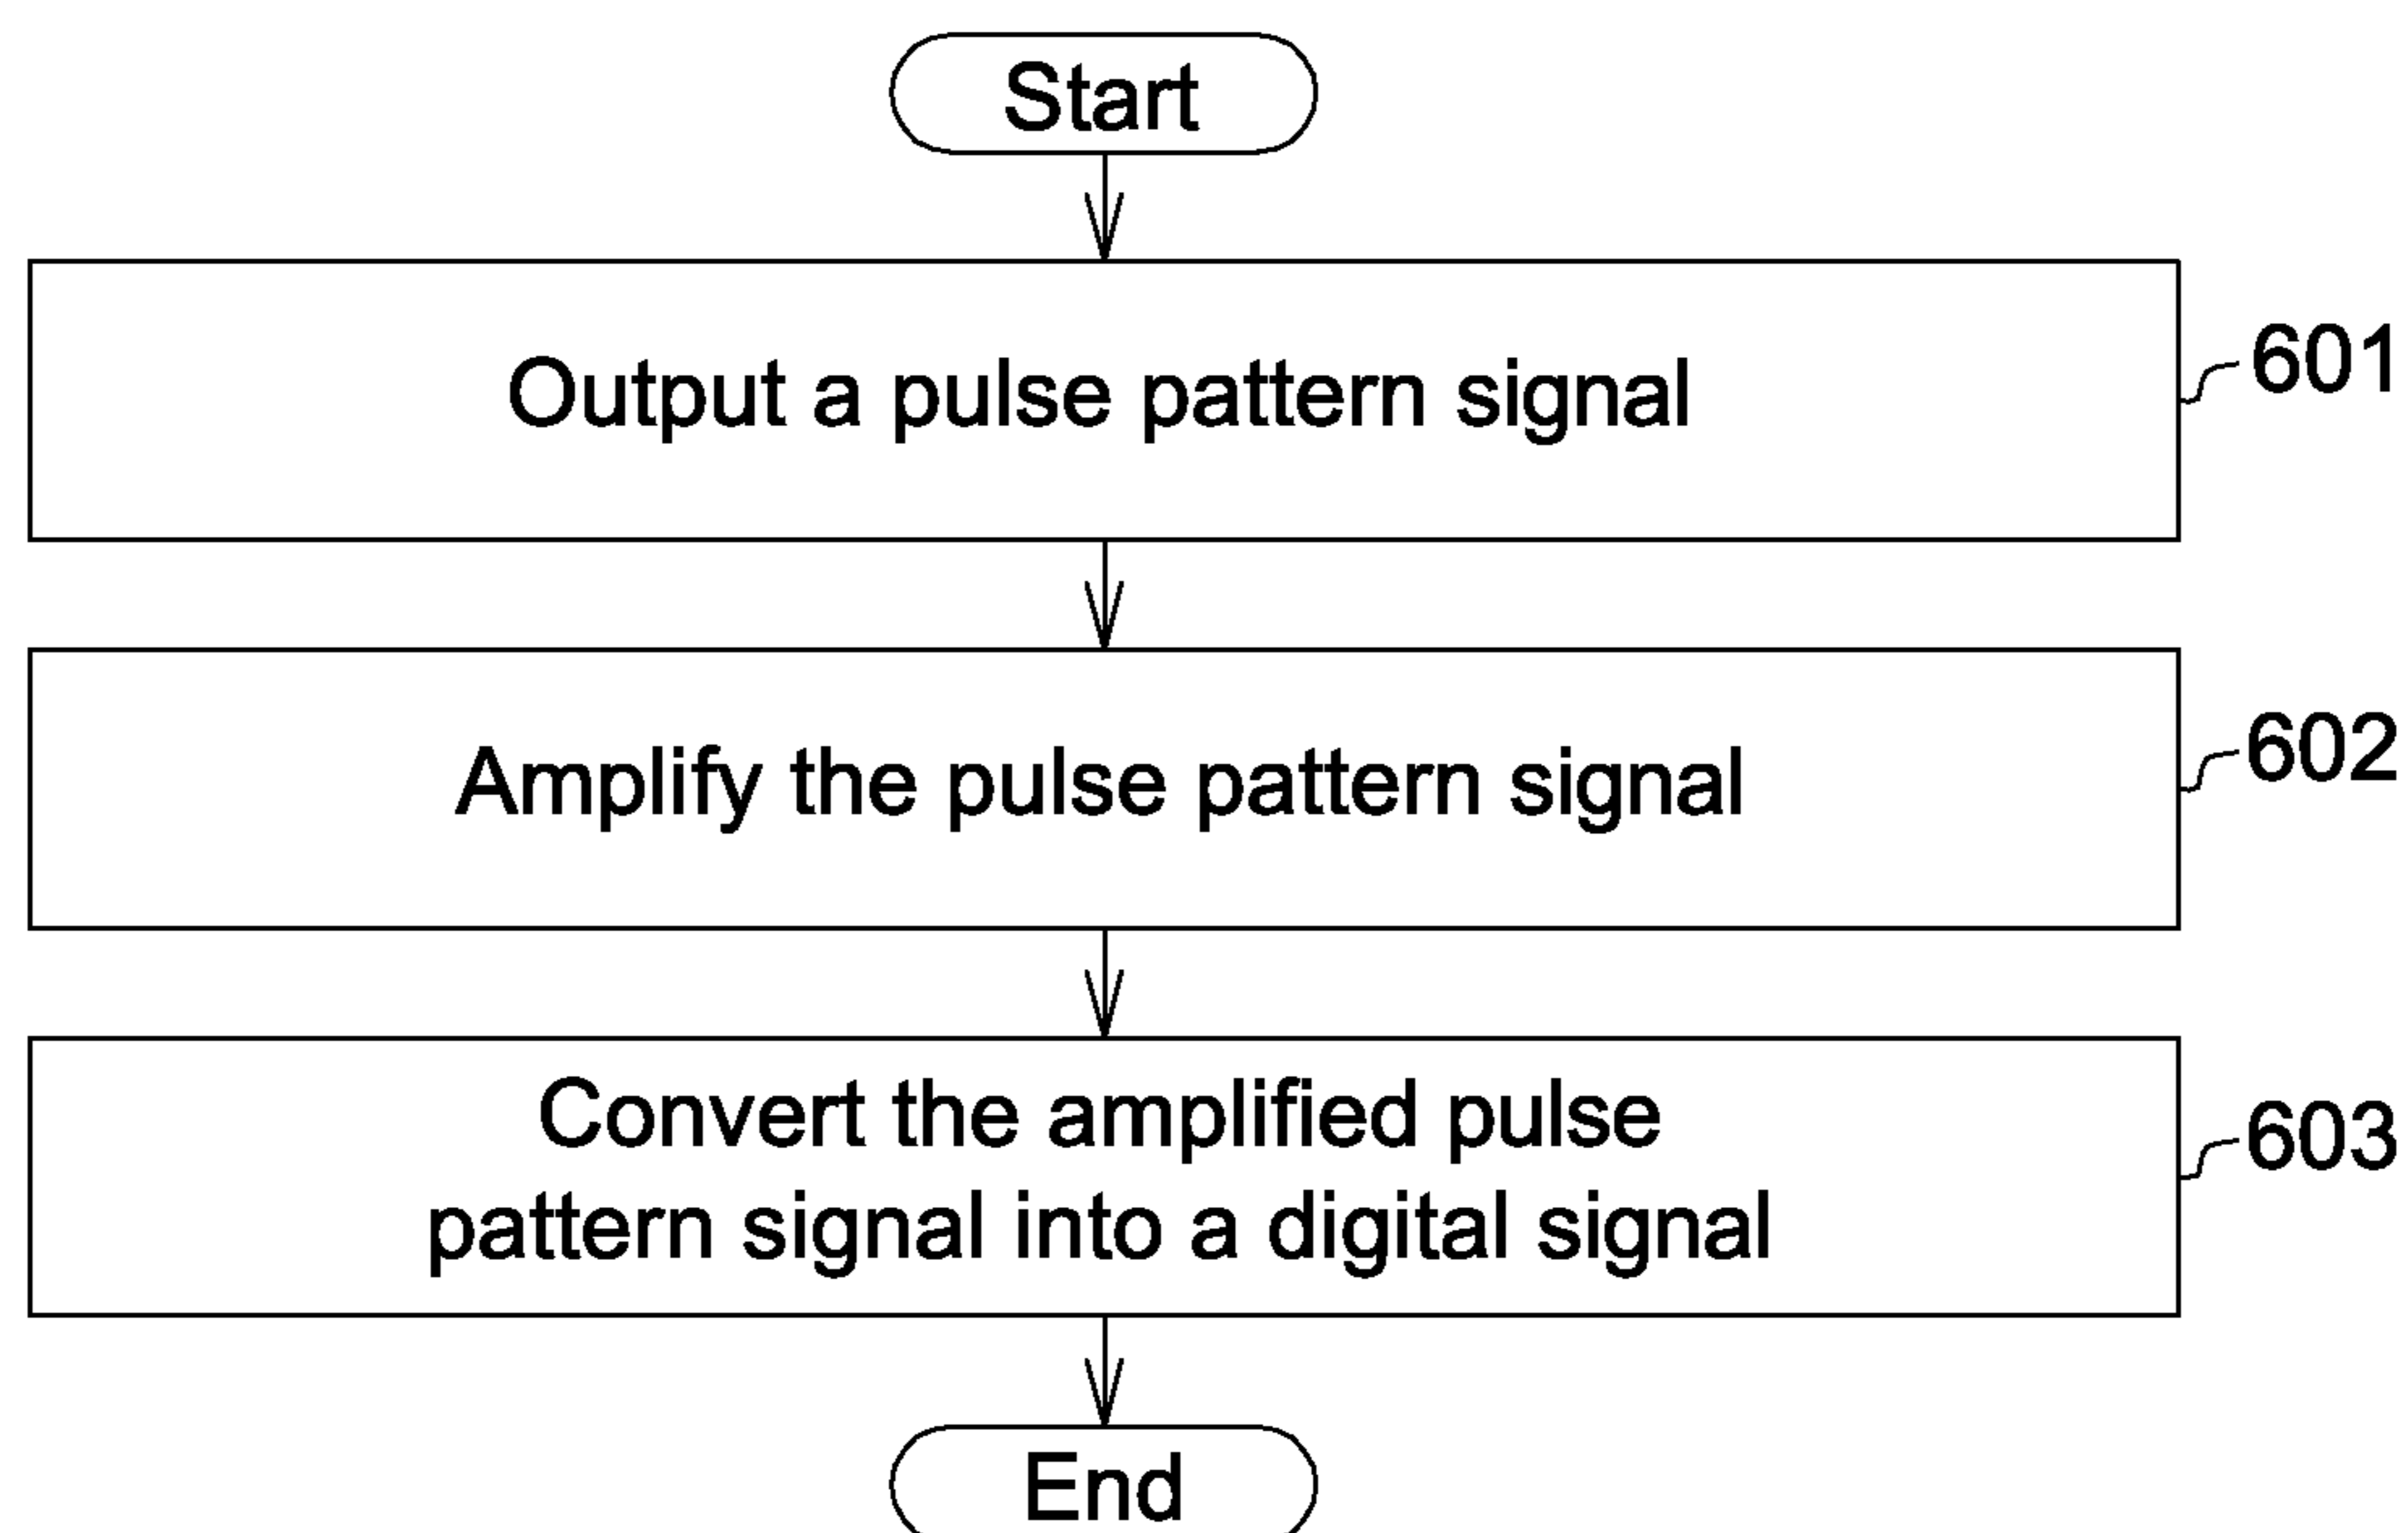 Start
Output a pulse pattern signal
601
Amplify the pulse pattern signal
602
Convert the amplified pulse
pattern signal into a digital signal
603
End